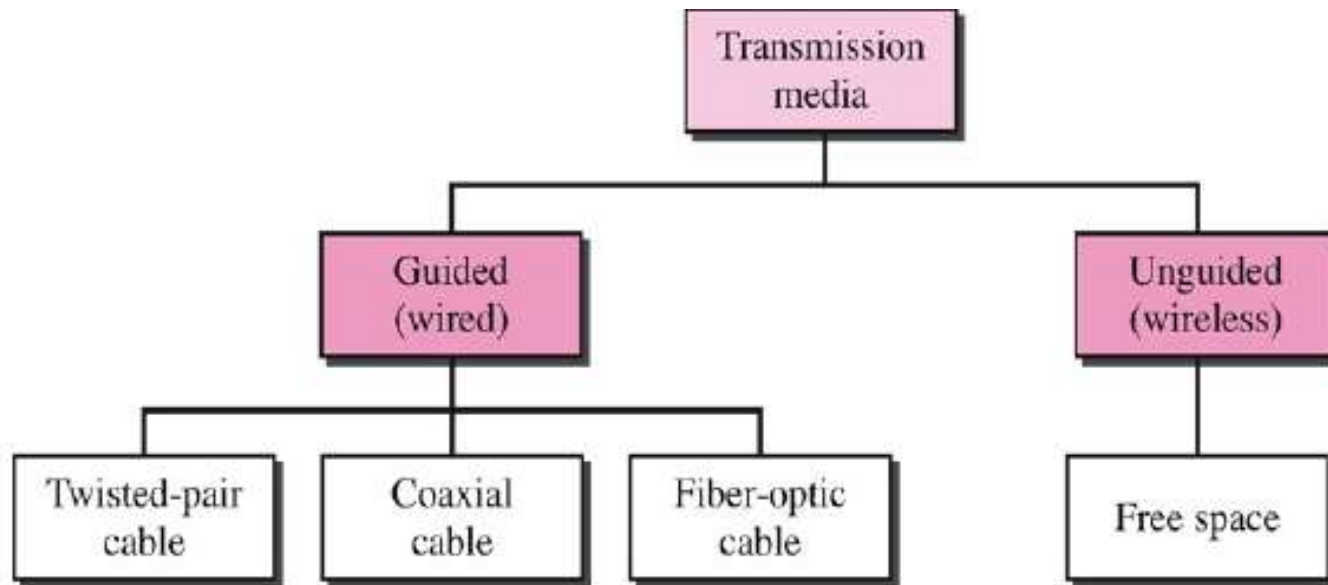 Transmission
media
Guided
(wired)
Unguided
(wireless)
Twisted-pair
cable
Coaxial
cable
Fiber-optic
cable
Free space